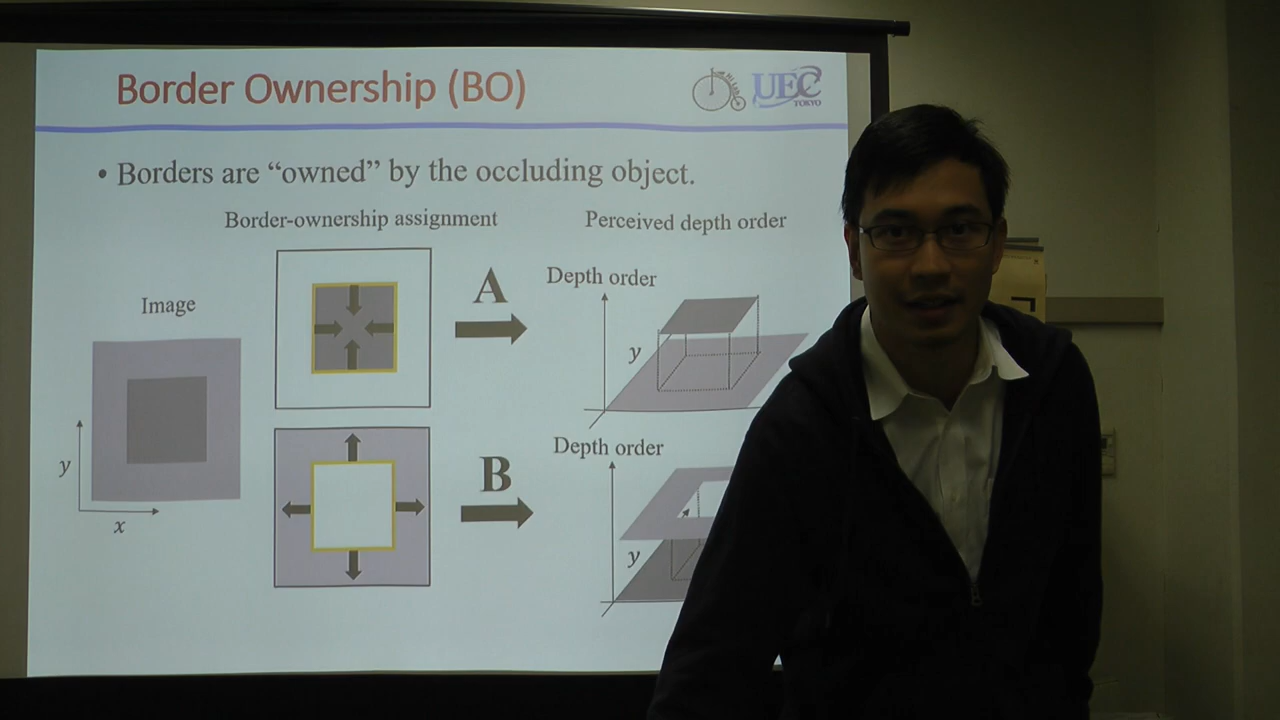 Border Ownership (BO)
UEC
TOKYO
• Borders are “owned” by the occluding object.
Border-ownership assignment
Perceived depth order
Image
A
Depth order
y
y
x
B
Depth order
y